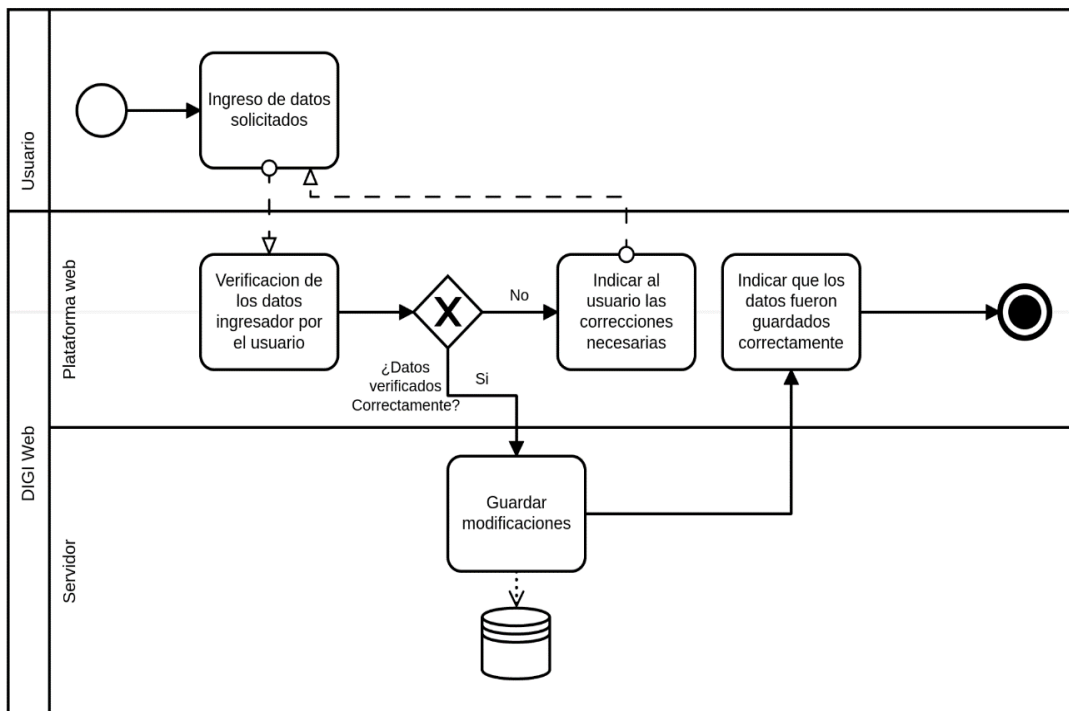 Usuario
Ingreso de datos
solicitados
DIGI Web
Plataforma web
Verificacion de
los datos
ingresador por
el usuario
X
¿Datos
verificados
Correctamente?
No
Si
Indicar al
usuario las
correcciones
necesarias
Indicar que los
datos fueron
guardados
correctamente
Servidor
Guardar
modificaciones